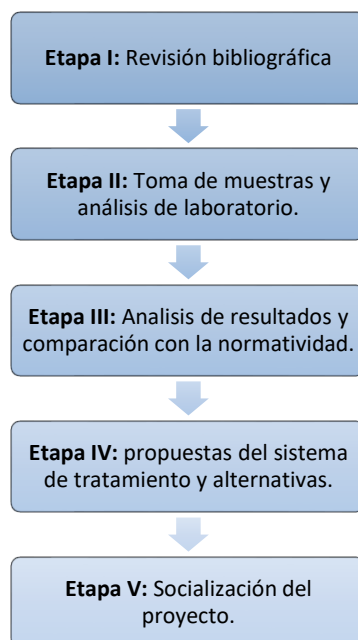 Etapa I: Revisión bibliográfica
Etapa II: Toma de muestras y
análisis de laboratorio.
Etapa III: Analisis de resultados y
comparación con la normatividad.
Etapa IV: propuestas del sistema
de tratamiento y alternativas.
Etapa V: Socialización del
proyecto.